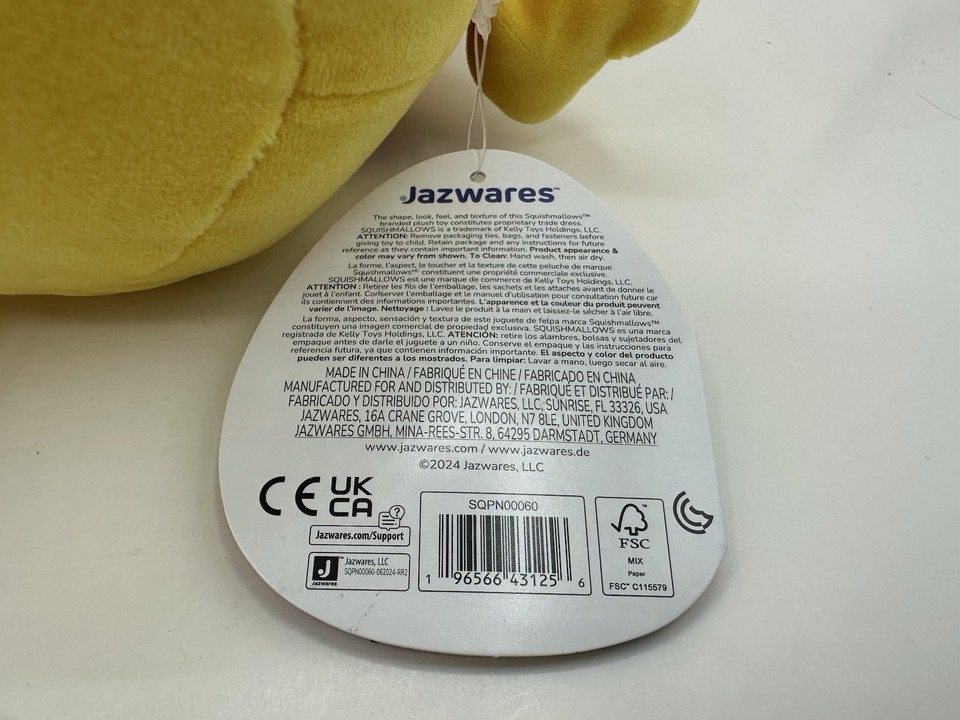 Jazwares™
The shape, look, feel, and texture of this Squishmallows™
branded plush toy constitutes proprietary trade dress.
SQUISHMALLOWS is a trademark of Kelly Toys Holdings, LLC.
ATTENTION: Remove packaging ties, bags, and fasteners before
giving toy to child. Retain package and any instructions for future
reference as they contain important information. Product appearance &
color may vary from shown. To Clean: Hand wash, then air dry.
La forme, l'aspect, le toucher et la texture de cette peluche de marque
Squishmallowsᴹᶜ constituent une propriété commerciale exclusive.
SQUISHMALLOWS est une marque de commerce de Kelly Toys Holdings, LLC.
ATTENTION : Retirer les fils de l'emballage, les sachets et les attaches avant de donner le
jouet à l'enfant. Conserver l'emballage et le manuel d'utilisation pour consultation future car
ils contiennent des informations importantes. L'apparence et la couleur du produit peuvent
varier de l'image. Nettoyage : Lavez le produit à la main et laissez-le sécher à l'air libre.
La forma, aspecto, sensación y textura de este juguete de felpa marca Squishmallows™
constituyen una imagen comercial de propiedad exclusiva. SQUISHMALLOWS es una marca
registrada de Kelly Toys Holdings, LLC. ATENCIÓN: retire los alambres, bolsas y sujetadores del
empaque antes de darle el juguete a un niño. Conserve el empaque y las instrucciones para
referencia futura, ya que contienen información importante. El aspecto y color del producto
pueden ser diferentes a los mostrados. Para limpiar: Lavar a mano, luego secar al aire.
MADE IN CHINA / FABRIQUÉ EN CHINE / FABRICADO EN CHINA
MANUFACTURED FOR AND DISTRIBUTED BY: / FABRIQUÉ ET DISTRIBUÉ PAR: /
FABRICADO Y DISTRIBUIDO POR: JAZWARES, LLC, SUNRISE, FL 33326, USA
JAZWARES, 16A CRANE GROVE, LONDON, N7 8LE, UNITED KINGDOM
JAZWARES GMBH, MINA-REES-STR. 8, 64295 DARMSTADT, GERMANY
www.jazwares.com / www.jazwares.de
©2024 Jazwares, LLC
CE UK
CA
?
Jazwares.com/Support
J™ Jazwares, LLC
SQPN00060-062024-RR2
Jazwares
SQPN00060
1 96566 43125 6
FSC
MIX
Paper
FSC™ C115579